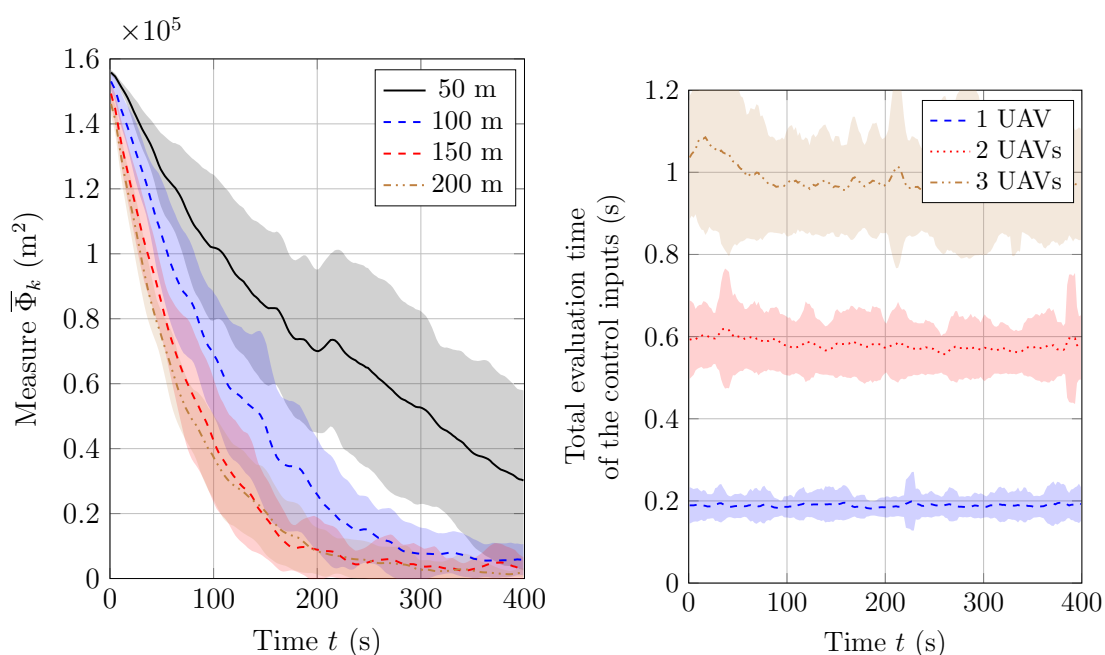 ×10⁵
1.6
1.4
1.2
1
0.8
0.6
0.4
0.2
0
0 100 200 300 400
Measure Φ̅ₖ (m²)
Time t (s)
50 m
100 m
150 m
200 m
1.2
1
0.8
0.6
0.4
0.2
0
0 100 200 300 400
Total evaluation time
of the control inputs (s)
Time t (s)
1 UAV
2 UAVs
3 UAVs